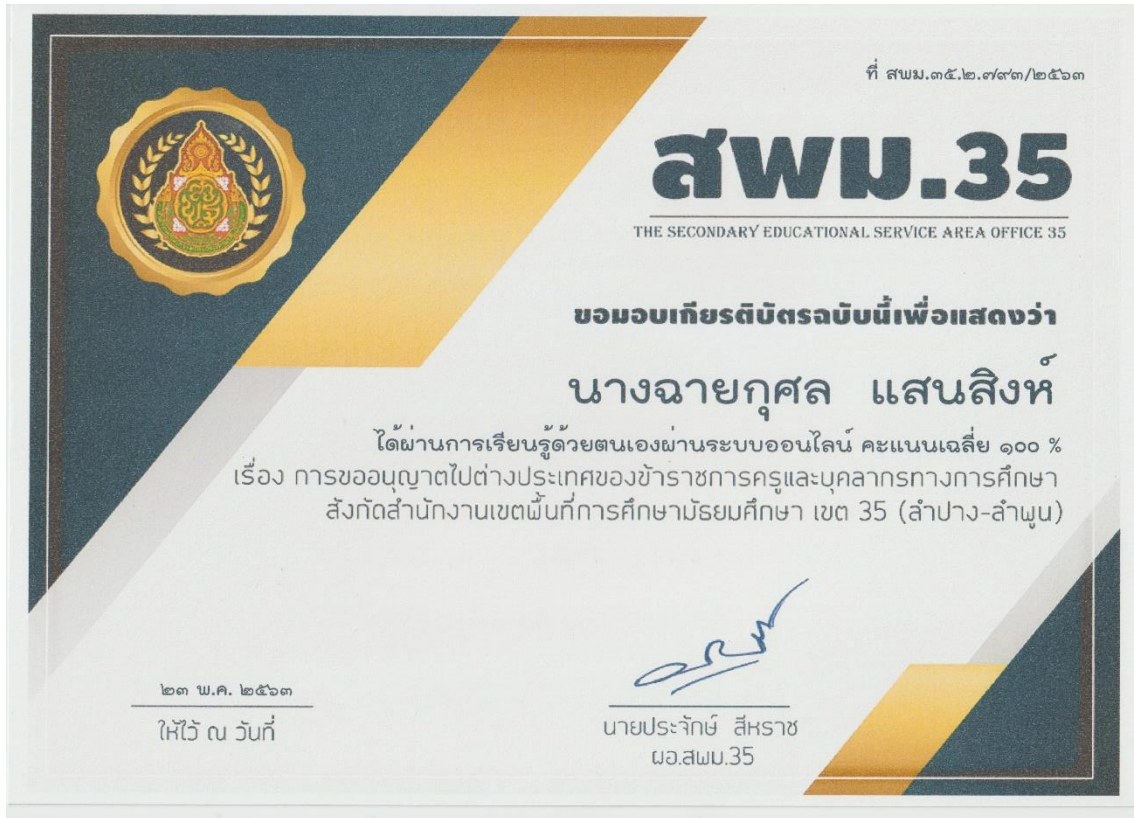 ที่ สพม.๓๕.๒.๗๙๓/๒๕๖๓
สพม.35
THE SECONDARY EDUCATIONAL SERVICE AREA OFFICE 35
ขอมอบเกียรติบัตรฉบับนี้เพื่อแสดงว่า
นางฉายกุศล แสนสิงห์
ได้ผ่านการเรียนรู้ด้วยตนเองผ่านระบบออนไลน์ คะแนนเฉลี่ย ๑๐๐ %
เรื่อง การขออนุญาตไปต่างประเทศของข้าราชการครูและบุคลากรทางการศึกษา
สังกัดสำนักงานเขตพื้นที่การศึกษามัธยมศึกษา เขต 35 (ลำปาง-ลำพูน)
๒๓ พ.ค. ๒๕๖๓
ให้ไว้ ณ วันที่
นายประจักษ์ สีหราช
ผอ.สพม.35